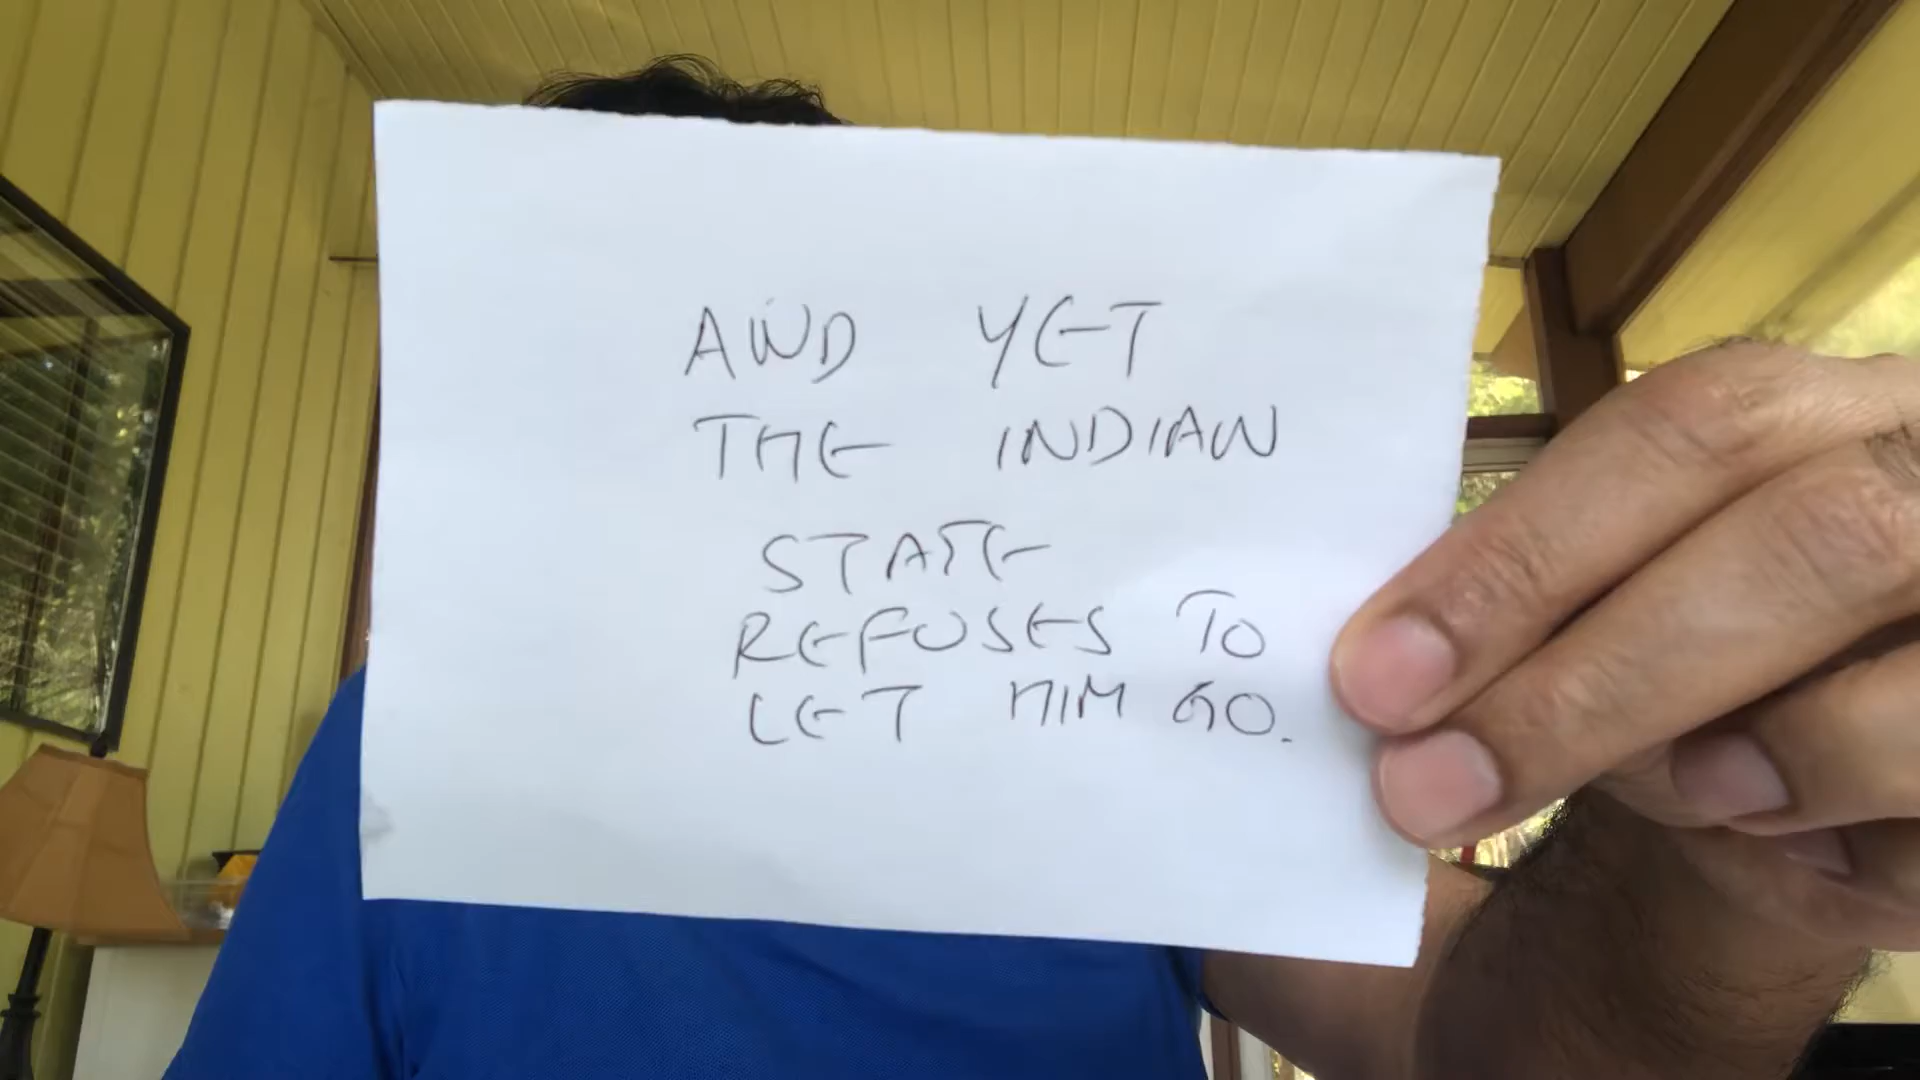 AND YET
THE INDIAN
STATE
REFUSES TO
LET HIM GO.